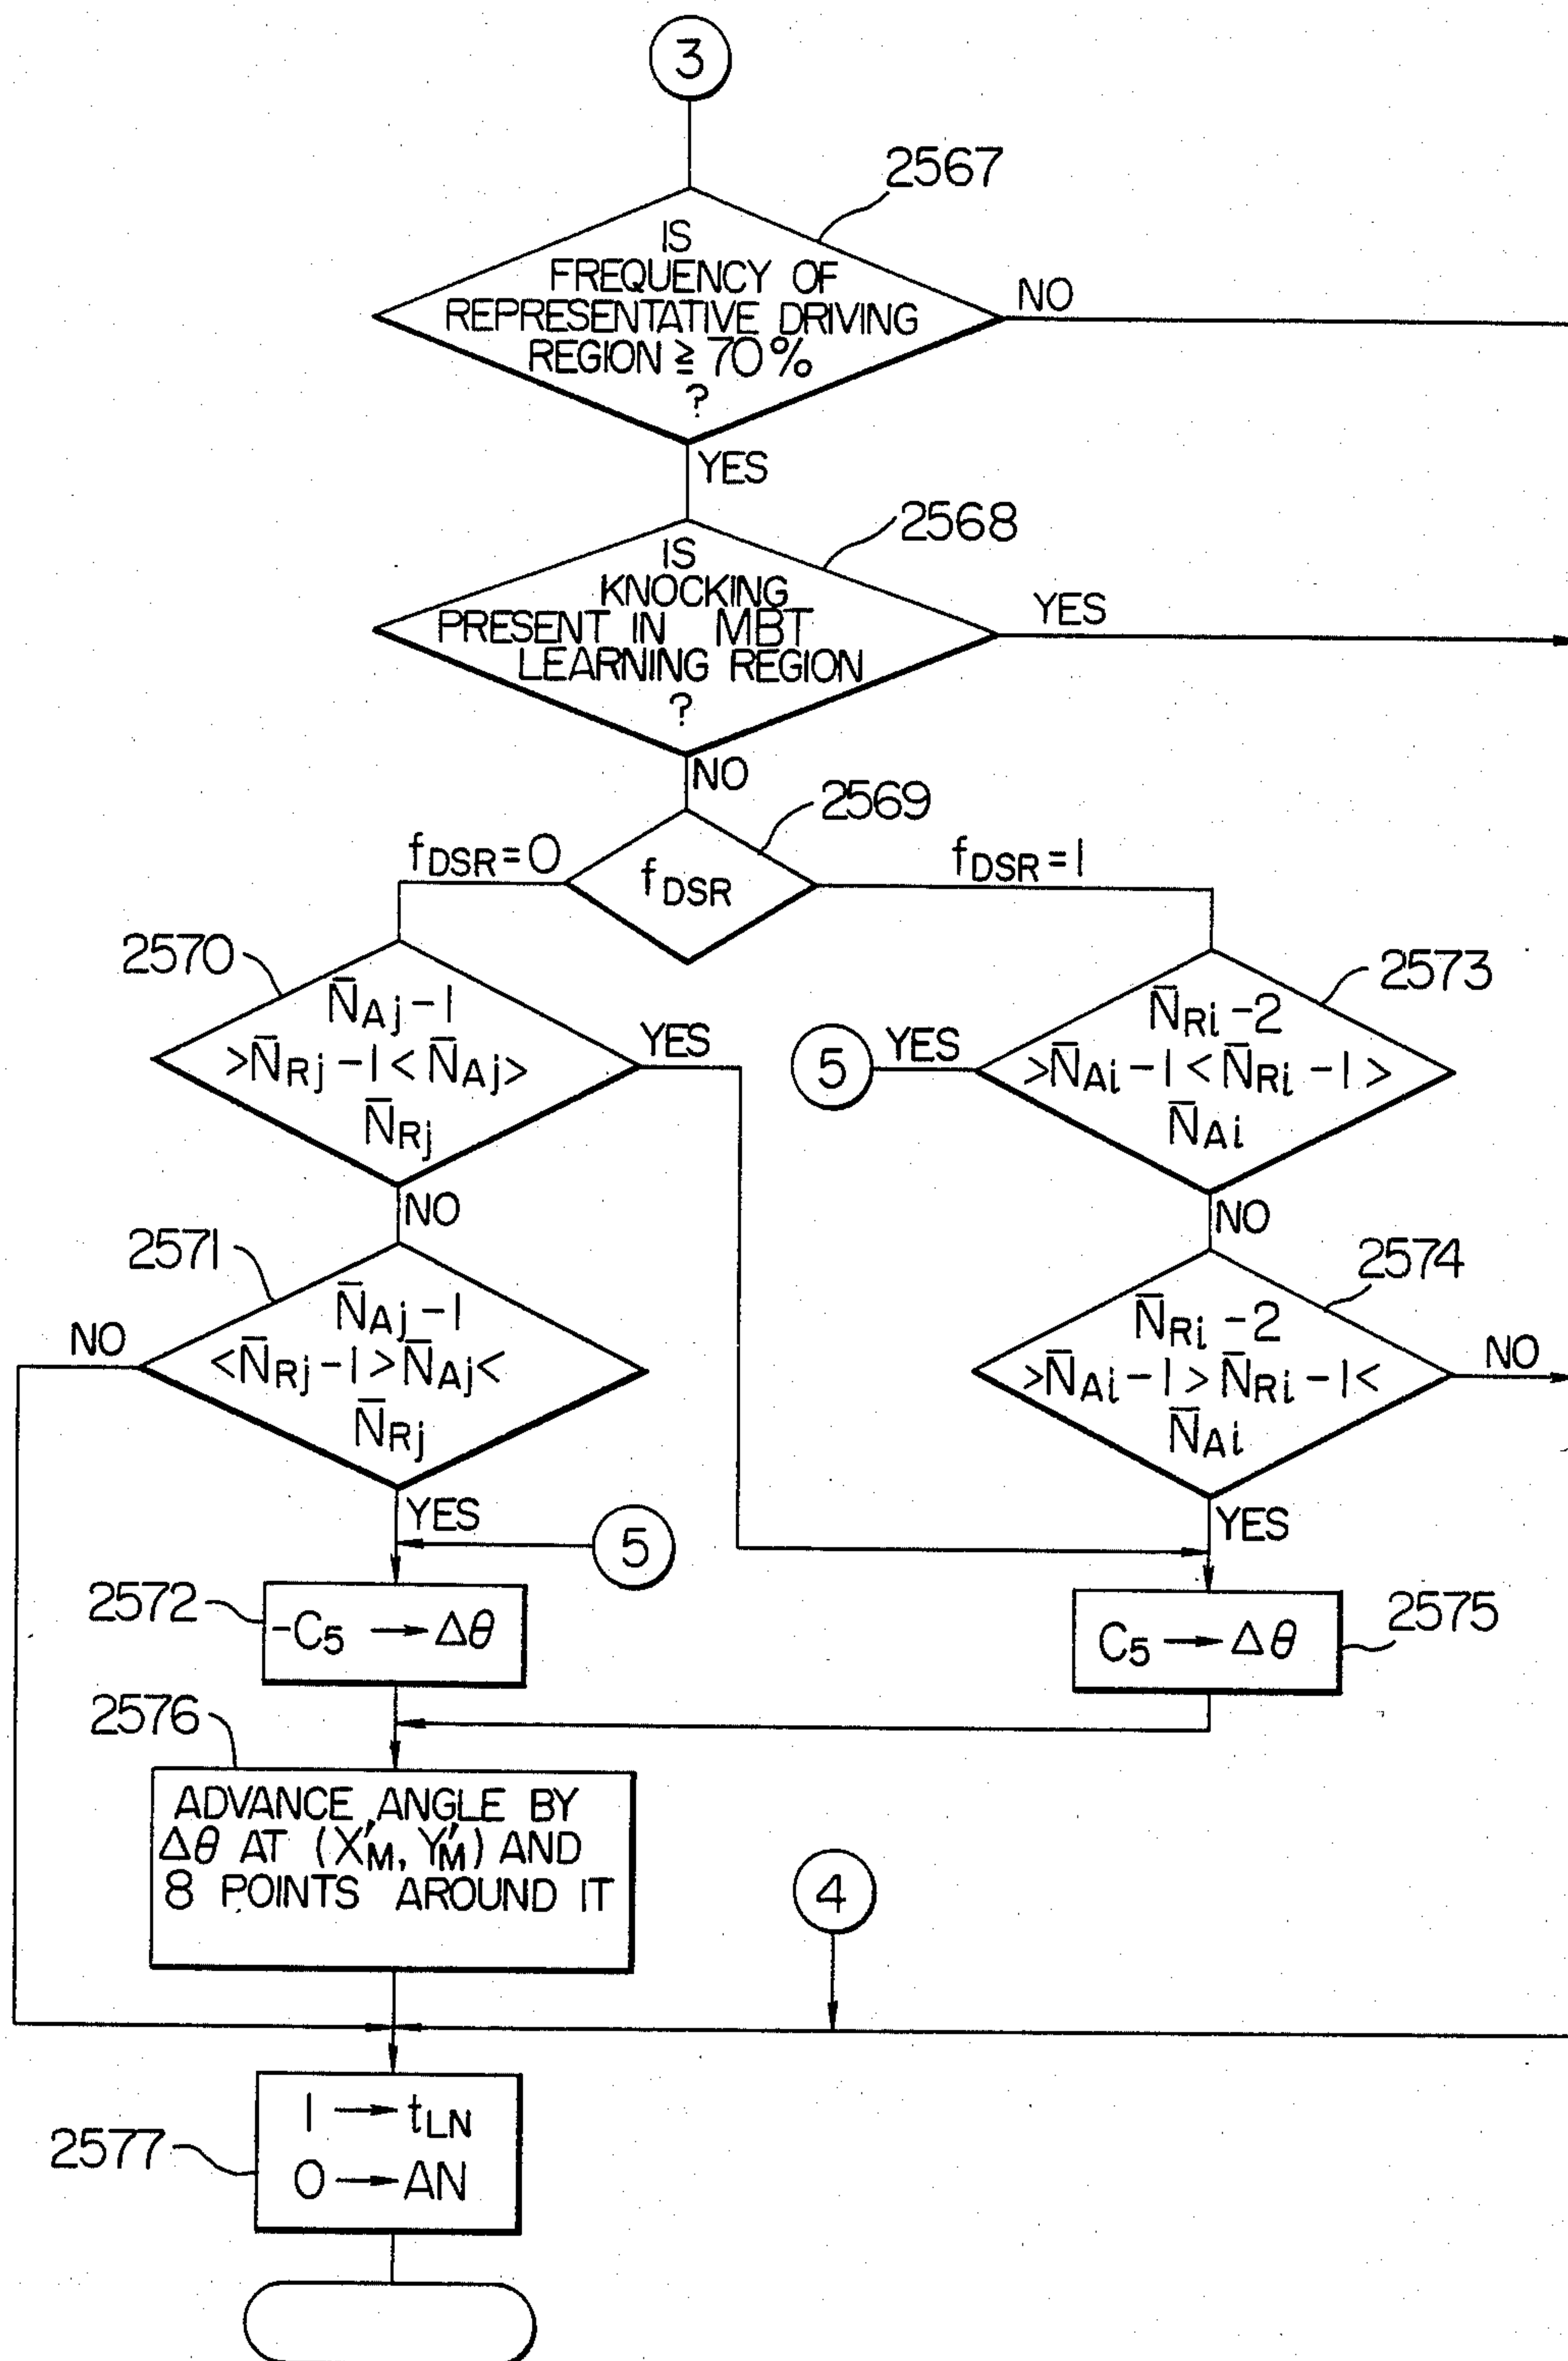 3
2567
IS
FREQUENCY OF
REPRESENTATIVE DRIVING
REGION ≧ 70%
?
NO
YES
2568
IS
KNOCKING
PRESENT IN MBT
LEARNING REGION
?
YES
NO
2569
fDSR=0
fDSR
fDSR=1
2570
N̄Aj-1
>N̄Rj-1<N̄Aj>
N̄Rj
YES
NO
2573
N̄Ri-2
>N̄Ai-1<N̄Ri-1>
N̄Ai
5
YES
NO
2571
N̄Aj-1
<N̄Rj-1>N̄Aj<
N̄Rj
NO
YES
2574
N̄Ri-2
>N̄Ai-1>N̄Ri-1<
N̄Ai
NO
YES
5
2572
-C5 → Δθ
2575
C5 → Δθ
2576
ADVANCE ANGLE BY
Δθ AT (X'M, Y'M) AND
8 POINTS AROUND IT
4
2577
1 → tLN
0 → AN